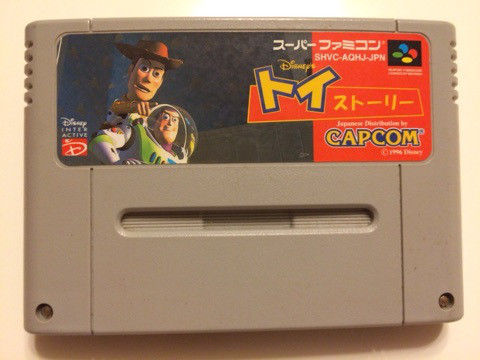 スーパーファミコン
SHVC-AQHJ-JPN
Disney's
トイ
ストーリー
Japanese Distribution by
CAPCOM®
© 1996 Disney
DISNEY
INTER
ACTIVE